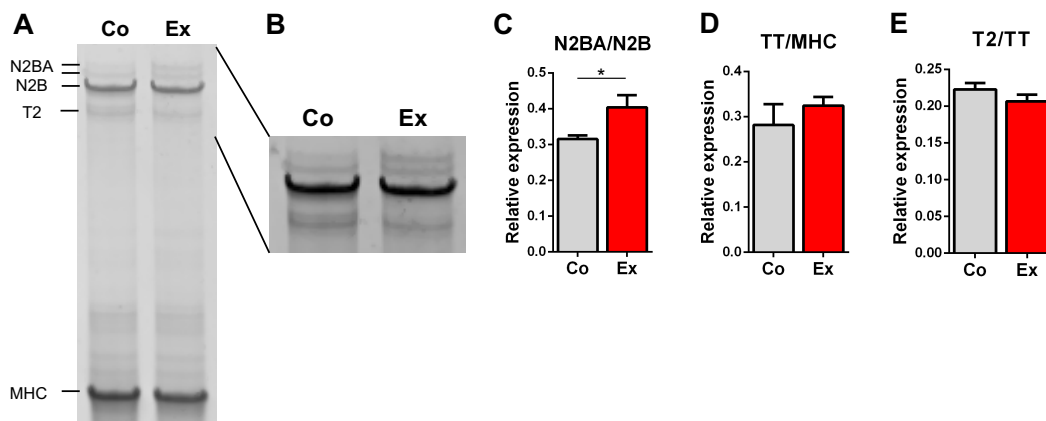 A
Co
Ex
N2BA
N2B
T2
MHC
B
Co
Ex
C
N2BA/N2B
Relative expression
0.5
0.4
0.3
0.2
0.1
0.0
*
Co
Ex
D
TT/MHC
Relative expression
0.4
0.3
0.2
0.1
0.0
Co
Ex
E
T2/TT
Relative expression
0.25
0.20
0.15
0.10
0.05
0.00
Co
Ex